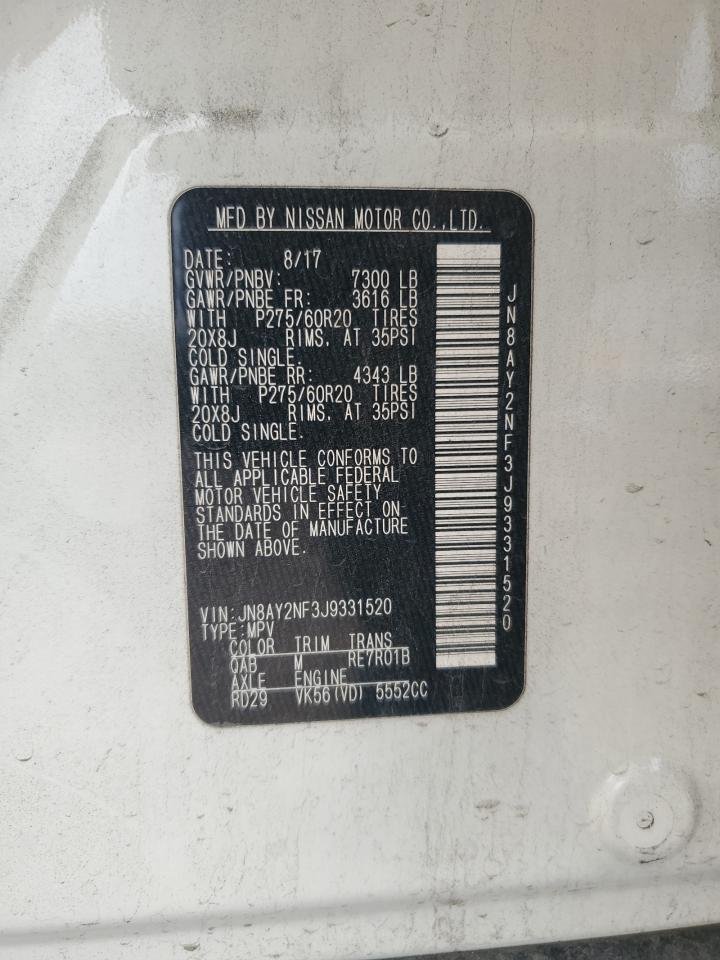 MFD BY NISSAN MOTOR CO.,LTD.
DATE: 8/17
GVWR/PNBV: 7300 LB
GAWR/PNBE FR: 3616 LB
WITH P275/60R20 TIRES
20X8J RIMS, AT 35PSI
COLD SINGLE.
GAWR/PNBE RR: 4343 LB
WITH P275/60R20 TIRES
20X8J RIMS, AT 35PSI
COLD SINGLE.
THIS VEHICLE CONFORMS TO
ALL APPLICABLE FEDERAL
MOTOR VEHICLE SAFETY
STANDARDS IN EFFECT ON
THE DATE OF MANUFACTURE
SHOWN ABOVE.
VIN:JN8AY2NF3J9331520
TYPE:MPV
COLOR TRIM TRANS
QAB M RE7R01B
AXLE ENGINE
RD29 VK56(VD) 5552CC
JN8AY2NF3J9331520